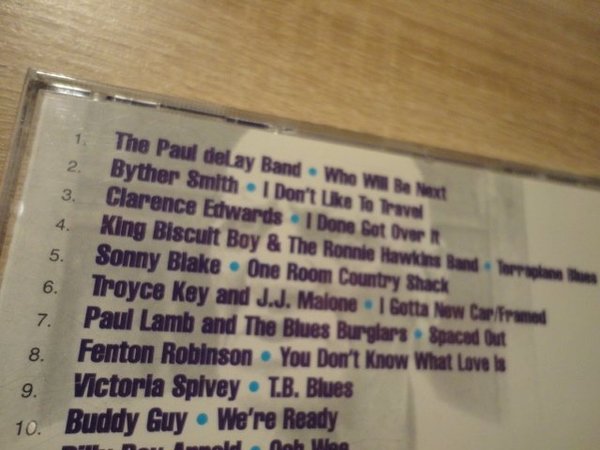 1. The Paul deLay Band • Who Will Be Next
2. Byther Smith • I Don't Like To Travel
3. Clarence Edwards • I Done Got Over It
4. King Biscuit Boy & The Ronnie Hawkins Band • Terraplane Blues
5. Sonny Blake • One Room Country Shack
6. Troyce Key and J.J. Malone • I Gotta New Car/Framed
7. Paul Lamb and The Blues Burglars • Spaced Out
8. Fenton Robinson • You Don't Know What Love Is
9. Victoria Spivey • T.B. Blues
10. Buddy Guy • We're Ready
Arnold • Ooh Wee